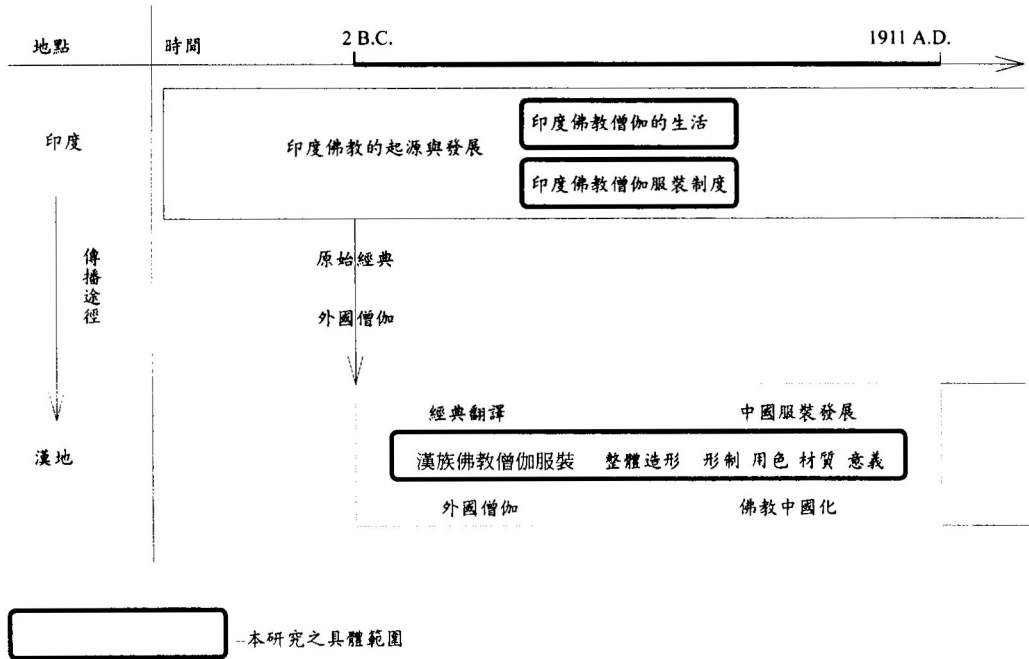 地點 時間 2 B.C. 1911 A.D.
印度 印度佛教的起源與發展 印度佛教僧伽的生活
印度佛教僧伽服裝制度
傳播途徑
原始經典
外國僧伽
經典翻譯 中國服裝發展
漢地 漢族佛教僧伽服裝 整體造形 形制 用色 材質 意義
外國僧伽 佛教中國化
--本研究之具體範圍